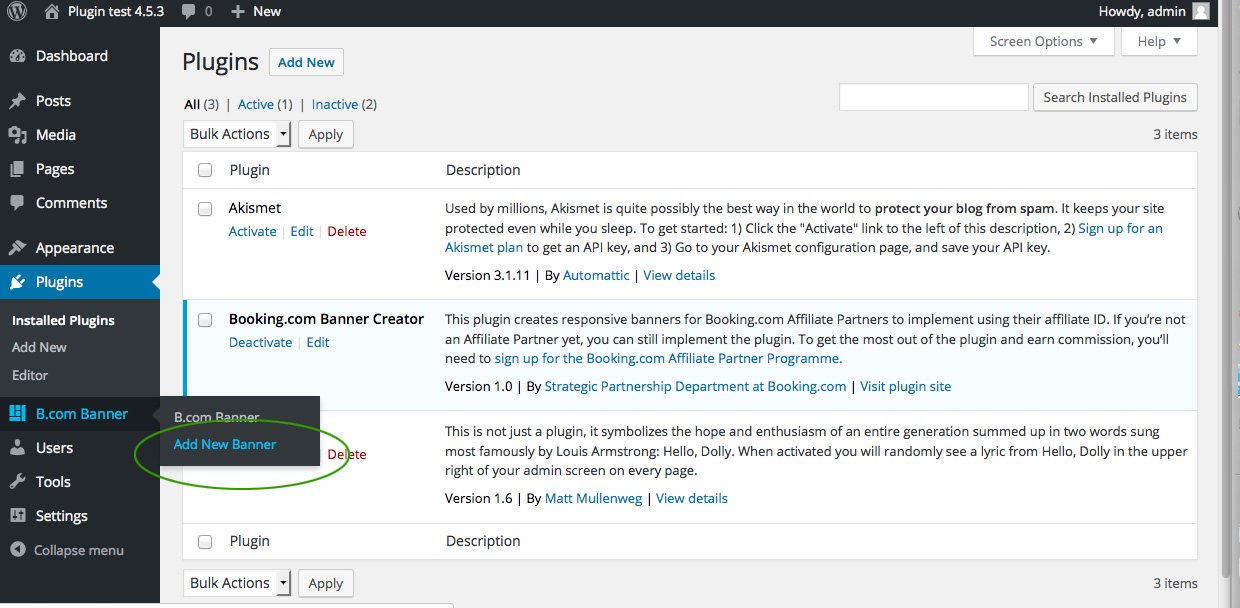 Plugin test 4.5.3 0 New Howdy, admin
Screen Options Help
Dashboard
Posts
Media
Pages
Comments
Appearance
Plugins
Installed Plugins
Add New
Editor
B.com Banner
Users
Tools
Settings
Collapse menu
B.com Banner
Add New Banner
Plugins Add New
All (3) | Active (1) | Inactive (2)
Search Installed Plugins
Bulk Actions Apply 3 items
Plugin Description
Akismet
Activate | Edit | Delete
Used by millions, Akismet is quite possibly the best way in the world to protect your blog from spam. It keeps your site
protected even while you sleep. To get started: 1) Click the "Activate" link to the left of this description, 2) Sign up for an
Akismet plan to get an API key, and 3) Go to your Akismet configuration page, and save your API key.
Version 3.1.11 | By Automattic | View details
Booking.com Banner Creator
Deactivate | Edit
This plugin creates responsive banners for Booking.com Affiliate Partners to implement using their affiliate ID. If you’re not
an Affiliate Partner yet, you can still implement the plugin. To get the most out of the plugin and earn commission, you’ll
need to sign up for the Booking.com Affiliate Partner Programme.
Version 1.0 | By Strategic Partnership Department at Booking.com | Visit plugin site
Delete
This is not just a plugin, it symbolizes the hope and enthusiasm of an entire generation summed up in two words sung
most famously by Louis Armstrong: Hello, Dolly. When activated you will randomly see a lyric from Hello, Dolly in the upper
right of your admin screen on every page.
Version 1.6 | By Matt Mullenweg | View details
Plugin Description
Bulk Actions Apply 3 items